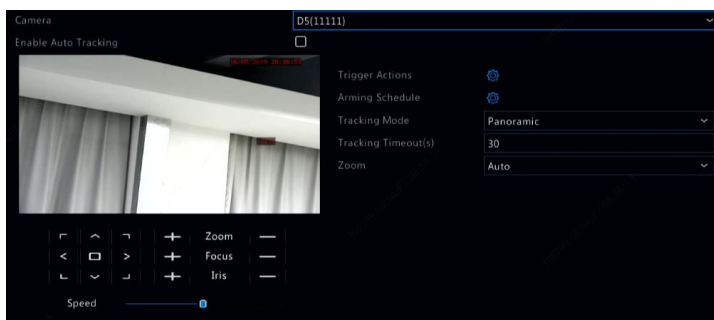 Camera
D5(11111)
Enable Auto Tracking
Trigger Actions
Arming Schedule
Tracking Mode
Panoramic
Tracking Timeout(s)
30
Zoom
Auto
Zoom
Focus
Iris
Speed